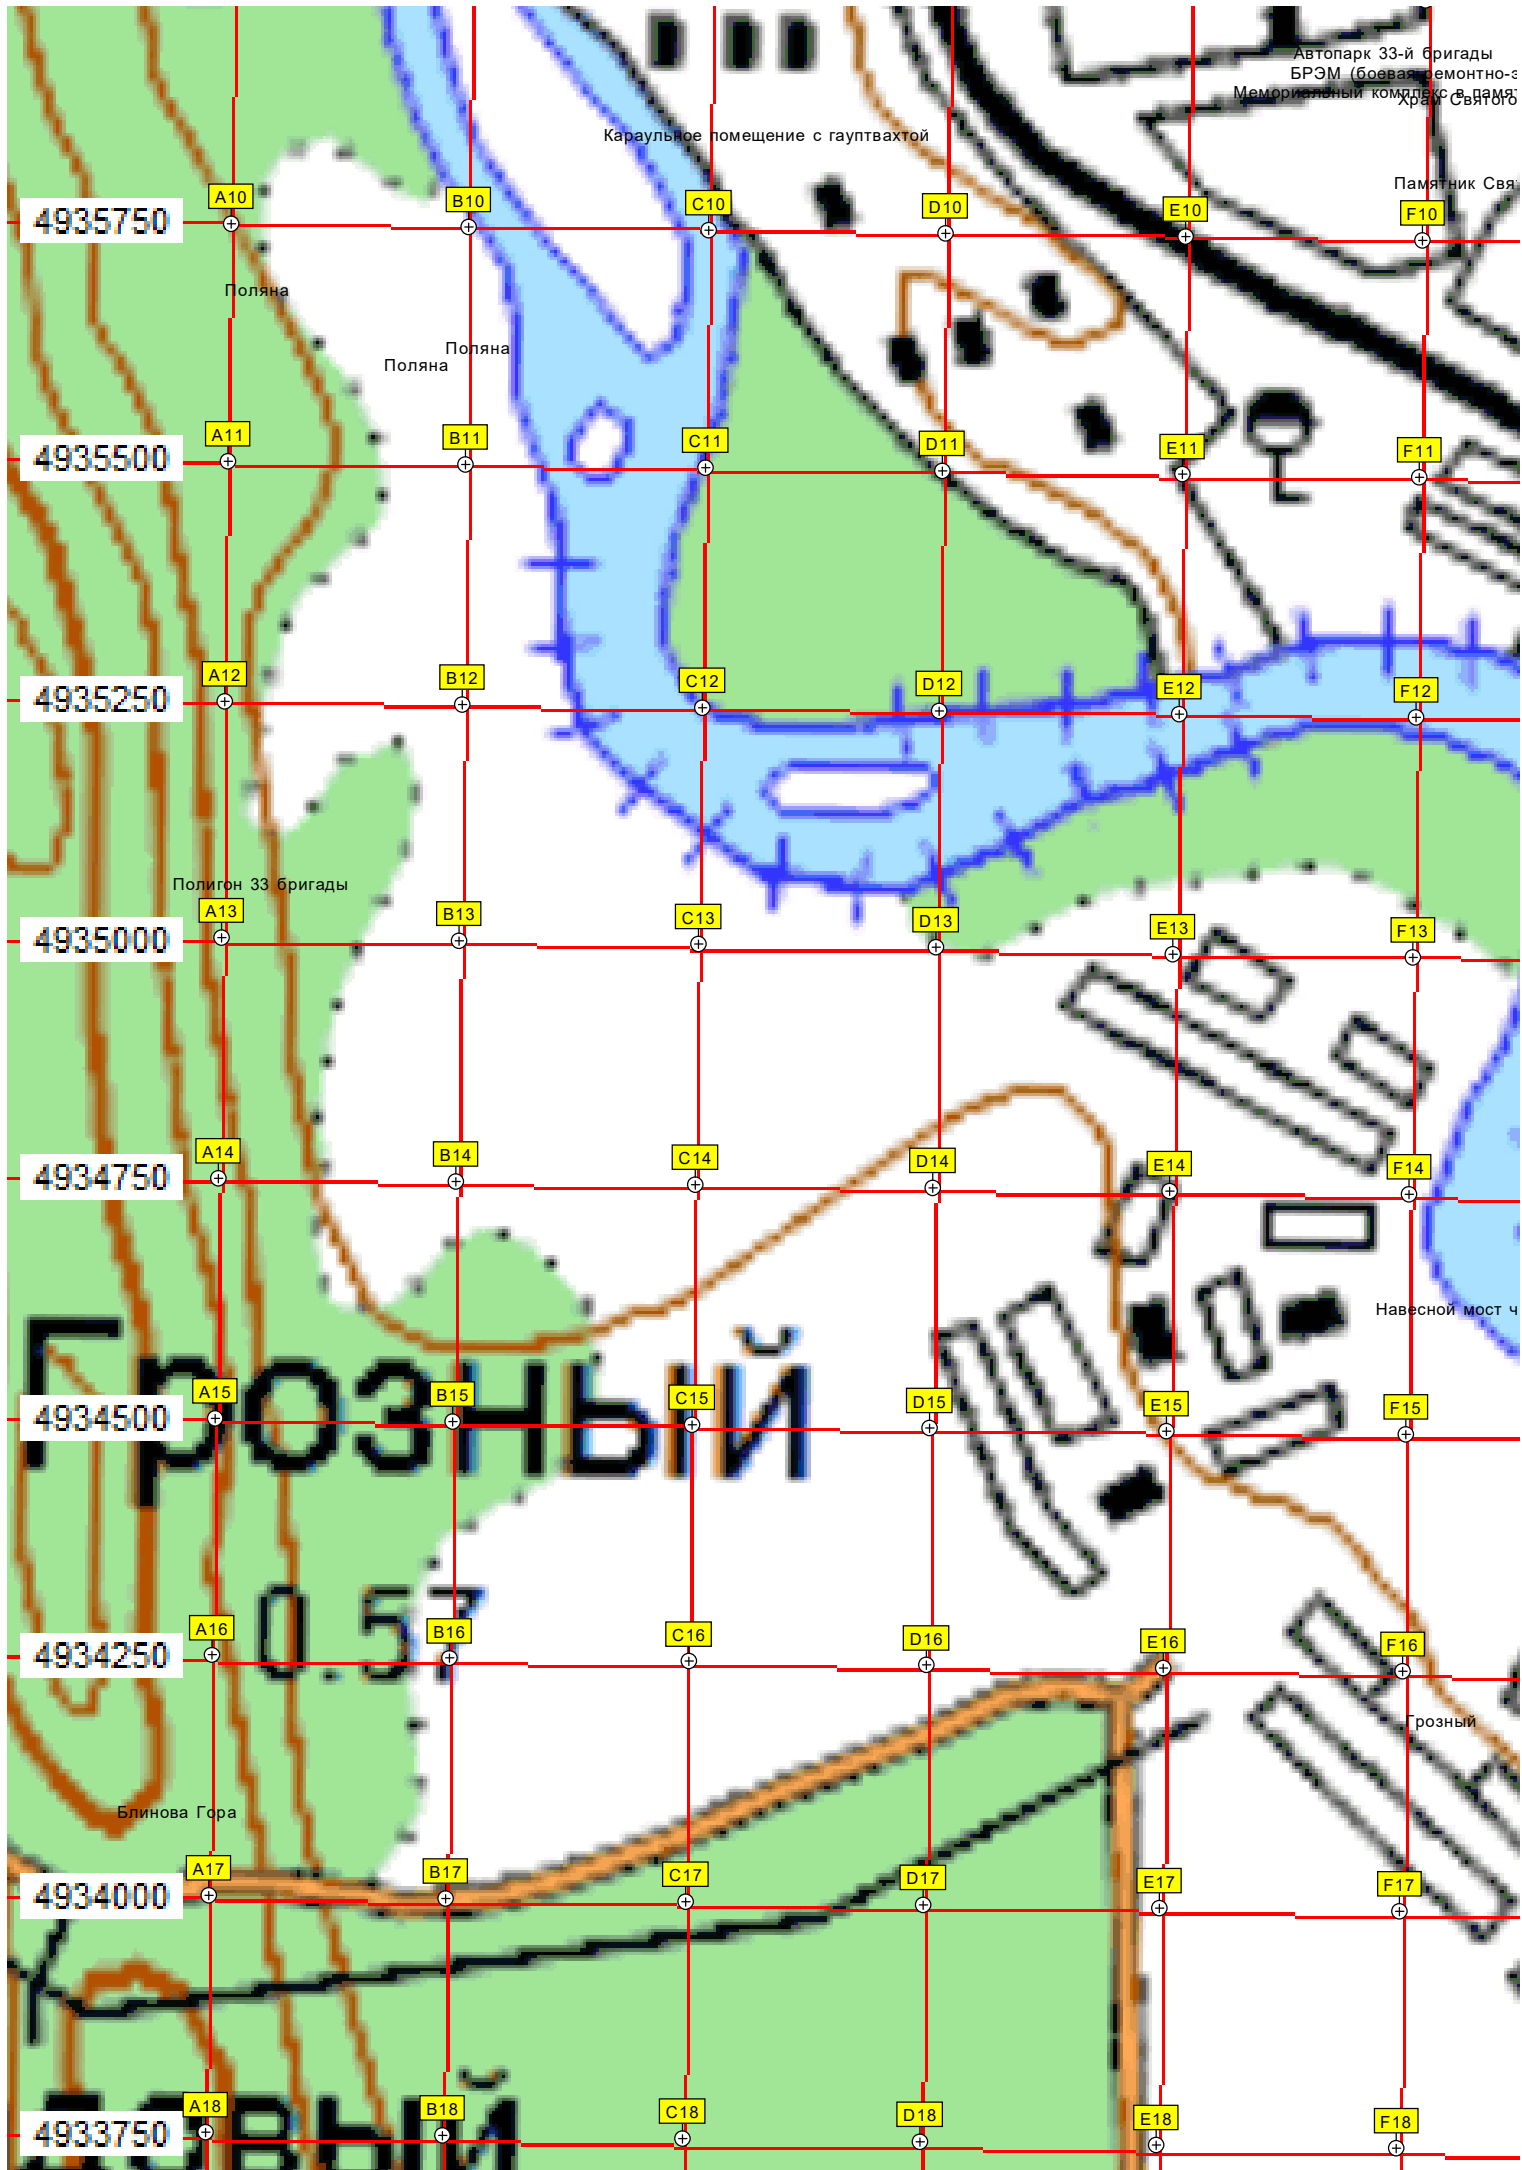 Автопарк 33-й бригады
БРЭМ (боевая ремонтно-э
Мемориальный комплекс в памят
Храм Святого
Караульное помещение с гауптвахтой
Памятник Свя
A10 B10 C10 D10 E10 F10
4935750
Поляна
Поляна
Поляна
A11 B11 C11 D11 E11 F11
4935500
A12 B12 C12 D12 E12 F12
4935250
Полигон 33 бригады
A13 B13 C13 D13 E13 F13
4935000
A14 B14 C14 D14 E14 F14
4934750
Навесной мост ч
Грозный
A15 B15 C15 D15 E15 F15
4934500
0.57
A16 B16 C16 D16 E16 F16
4934250
Грозный
Блинова Гора
A17 B17 C17 D17 E17 F17
4934000
A18 B18 C18 D18 E18 F18
4933750